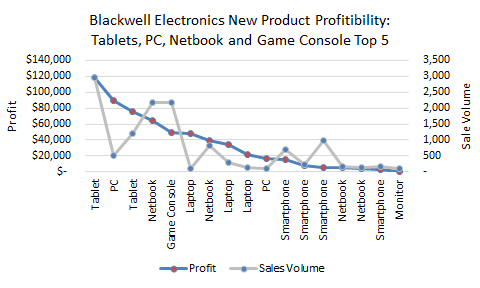 Blackwell Electronics New Product Profitibility:
Tablets, PC, Netbook and Game Console Top 5
$140,000
$120,000
$100,000
$80,000
$60,000
$40,000
$20,000
$-
Profit
3,500
3,000
2,500
2,000
1,500
1,000
500
-
Sale Volume
Tablet
PC
Tablet
Netbook
Game Console
Laptop
Netbook
Laptop
Laptop
PC
Smartphone
Smartphone
Smartphone
Netbook
Netbook
Smartphone
Monitor
Profit
Sales Volume